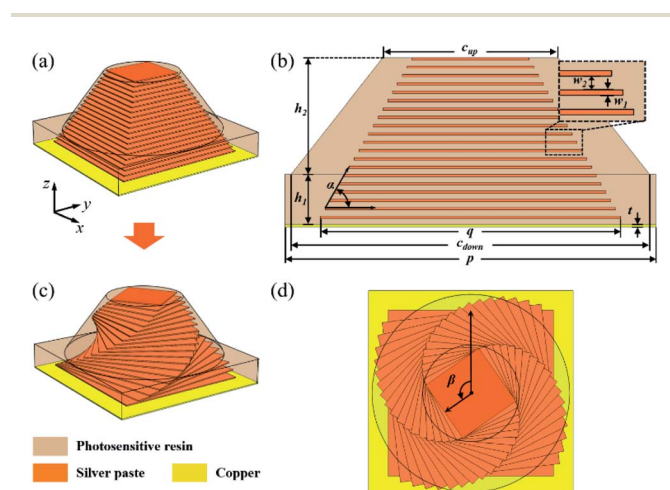 (a)
(b)
c_up
h_2
w_2
w_1
z
y
x
h_1
α
t
q
c_down
p
(c)
(d)
β
Photosensitive resin
Silver paste Copper